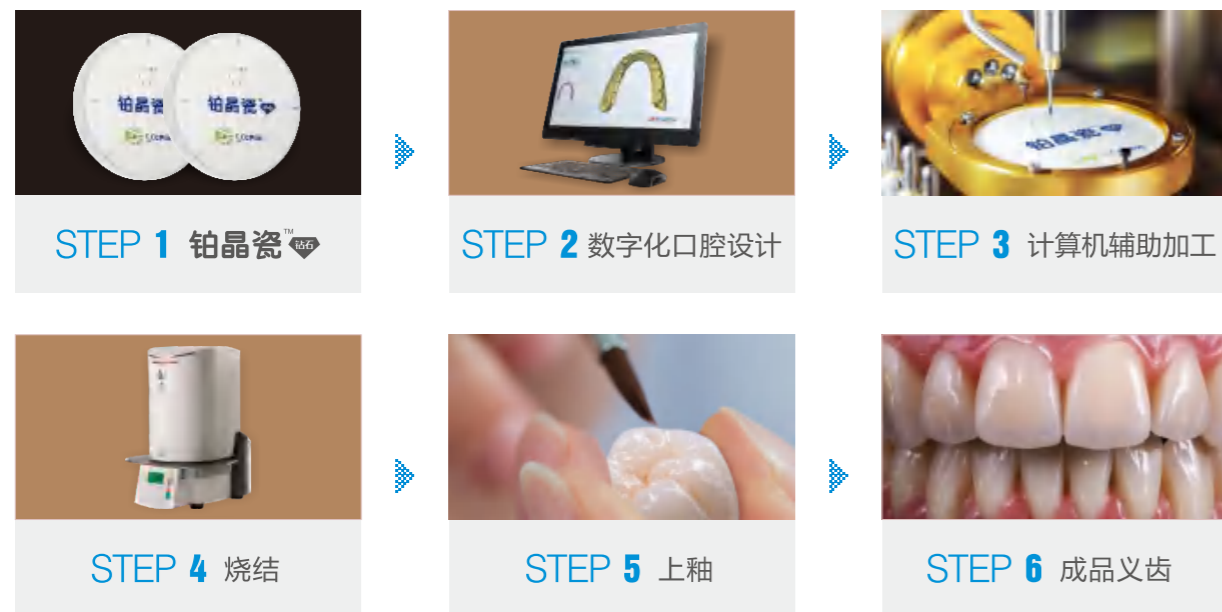 铂晶瓷
铂晶瓷
铂晶瓷
STEP 1 铂晶瓷™ 钻石
STEP 2 数字化口腔设计
STEP 3 计算机辅助加工
STEP 4 烧结
STEP 5 上釉
STEP 6 成品义齿